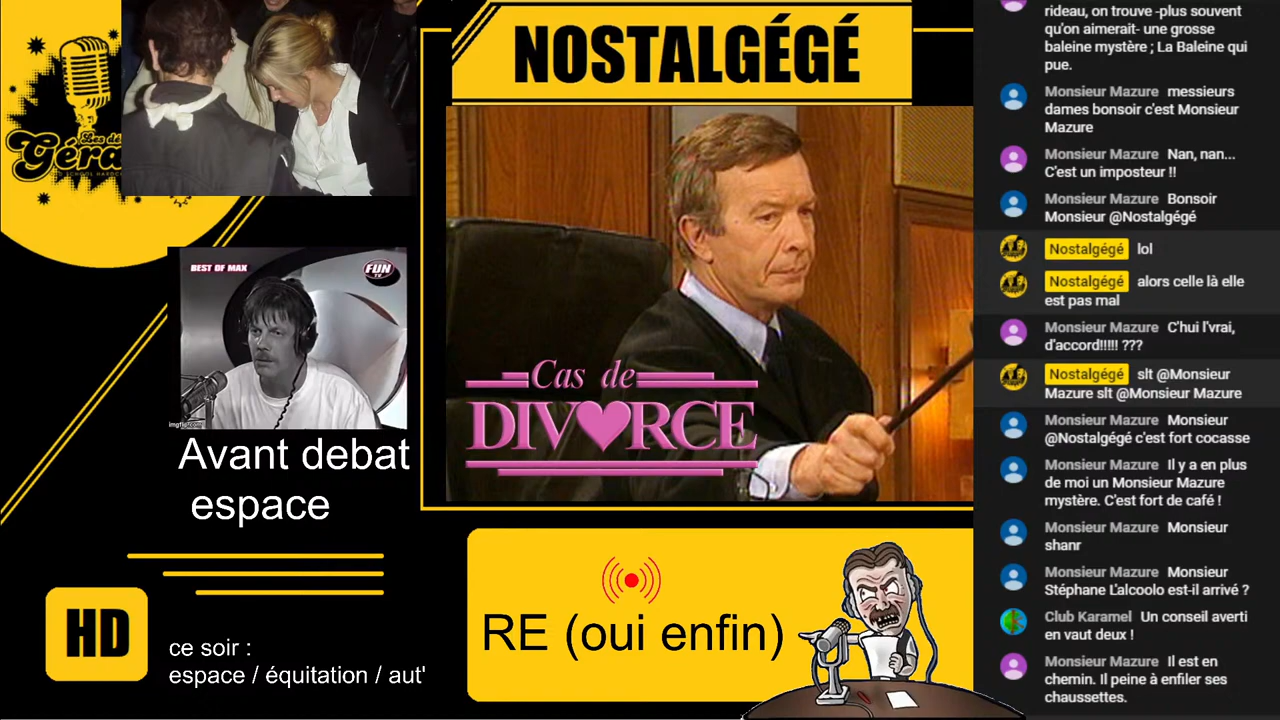 Les dé
Géra
NOSTALGÉGÉ
BEST OF MAX
FUN
TV
imgflip.com
Avant debat
espace
Cas de
DIVORCE
HD
ce soir :
espace / équitation / aut'
RE (oui enfin)
rideau, on trouve -plus souvent
qu'on aimerait- une grosse
baleine mystère ; La Baleine qui
pue.
Monsieur Mazure messieurs
dames bonsoir c'est Monsieur
Mazure
Monsieur Mazure Nan, nan...
C'est un imposteur !!
Monsieur Mazure Bonsoir
Monsieur @Nostalgégé
Nostalgégé lol
Nostalgégé alors celle là elle
est pas mal
Monsieur Mazure C'hui l'vrai,
d'accord!!!!! ???
Nostalgégé slt @Monsieur
Mazure slt @Monsieur Mazure
Monsieur Mazure Monsieur
@Nostalgégé c'est fort cocasse
Monsieur Mazure Il y a en plus
de moi un Monsieur Mazure
mystère. C'est fort de café !
Monsieur Mazure Monsieur
shanr
Monsieur Mazure Monsieur
Stéphane L'alcoolo est-il arrivé ?
Club Karamel Un conseil averti
en vaut deux !
Monsieur Mazure Il est en
chemin. Il peine à enfiler ses
chaussettes.